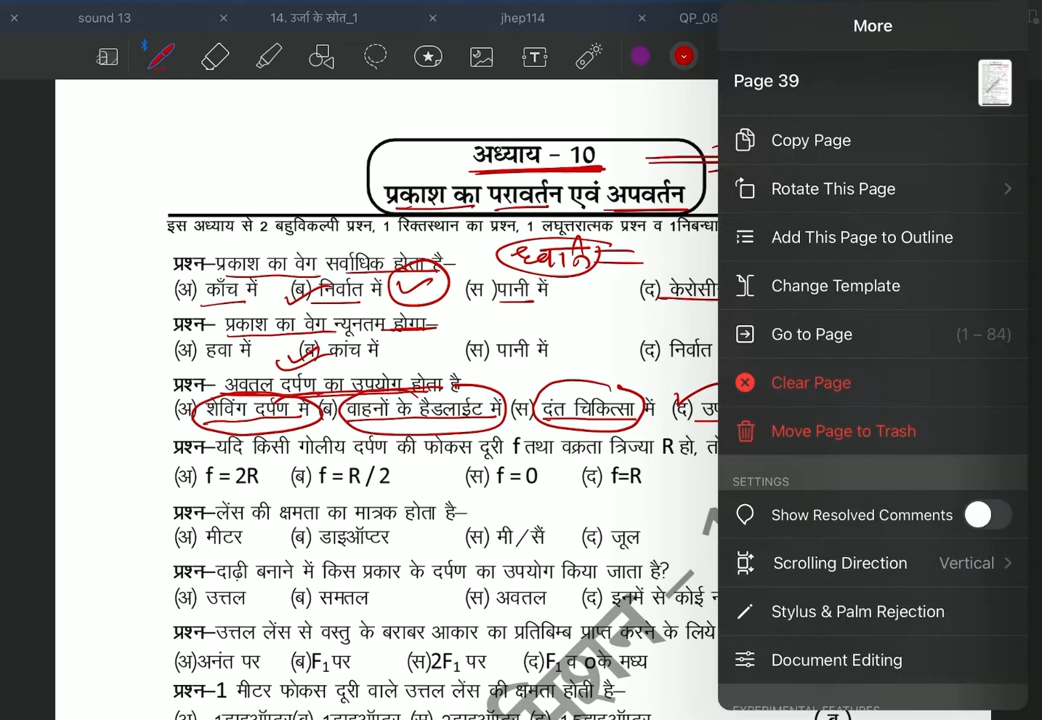 sound 13
14. उर्जा के स्रोत_1
jhep114
QP_08
More
Page 39
Copy Page
Rotate This Page
Add This Page to Outline
Change Template
Go to Page (1 – 84)
Clear Page
Move Page to Trash
SETTINGS
Show Resolved Comments
Scrolling Direction Vertical
Stylus & Palm Rejection
Document Editing
अध्याय – 10
प्रकाश का परावर्तन एवं अपवर्तन
इस अध्याय से 2 बहुविकल्पी प्रश्न, 1 रिक्तस्थान का प्रश्न, 1 लघूत्तरात्मक प्रश्न व 1निबन्धा
प्रश्न–प्रकाश का वेग सर्वाधिक होता है–
ध्वनि
(अ) काँच में (ब) निर्वात में (स )पानी में (द) केरोसी
प्रश्न– प्रकाश का वेग न्यूनतम होगा–
(अ) हवा में (ब) कांच में (स) पानी में (द) निर्वात
प्रश्न– अवतल दर्पण का उपयोग होता है
(अ) शेविंग दर्पण में (ब) वाहनों के हैडलाईट में (स) दंत चिकित्सा में (द) उप
प्रश्न–यदि किसी गोलीय दर्पण की फोकस दूरी f तथा वक्रता त्रिज्या R हो, तो
(अ) f = 2R (ब) f = R / 2 (स) f = 0 (द) f=R
प्रश्न–लेंस की क्षमता का मात्रक होता है–
(अ) मीटर (ब) डाइऑप्टर (स) मी/सैं (द) जूल
प्रश्न–दाढ़ी बनाने में किस प्रकार के दर्पण का उपयोग किया जाता है?
(अ) उत्तल (ब) समतल (स) अवतल (द) इनमें से कोई न
प्रश्न–उत्तल लेंस से वस्तु के बराबर आकार का प्रतिबिम्ब प्राप्त करने के लिये
(अ)अनंत पर (ब)F₁पर (स)2F₁ पर (द)F₁व oके मध्य
प्रश्न–1 मीटर फोकस दूरी वाले उत्तल लेंस की क्षमता होती है–
मिशन –